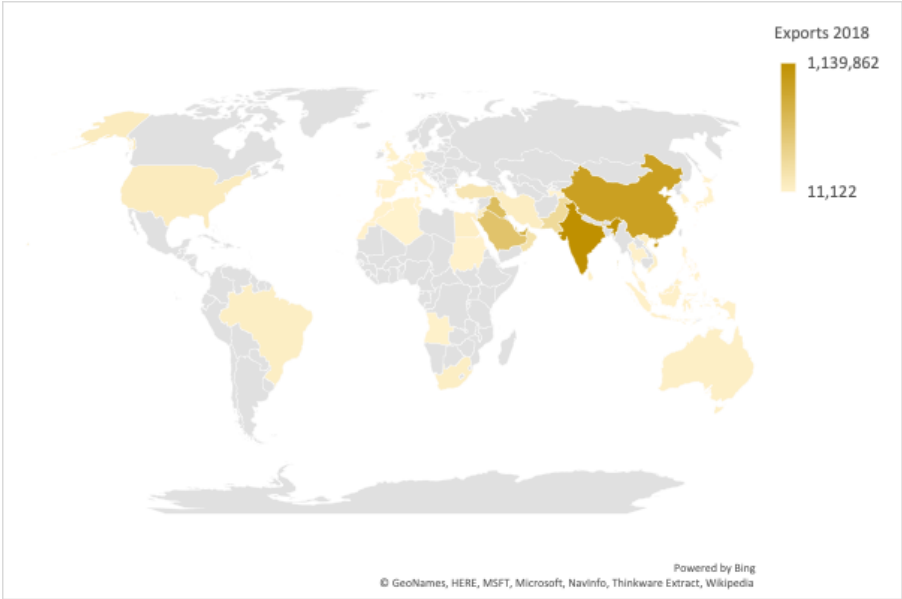 Exports 2018
1,139,862
11,122
Powered by Bing
© GeoNames, HERE, MSFT, Microsoft, NavInfo, Thinkware Extract, Wikipedia